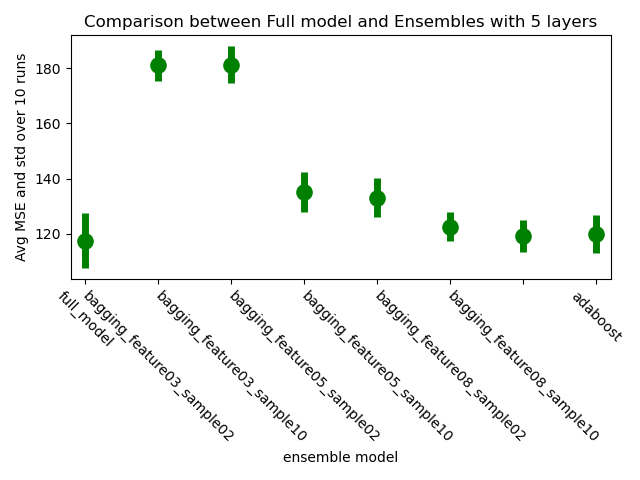 Comparison between Full model and Ensembles with 5 layers
Avg MSE and std over 10 runs
180
160
140
120
full_model
bagging_feature03_sample02
bagging_feature03_sample10
bagging_feature05_sample02
bagging_feature05_sample10
bagging_feature08_sample02
bagging_feature08_sample10
adaboost
ensemble model